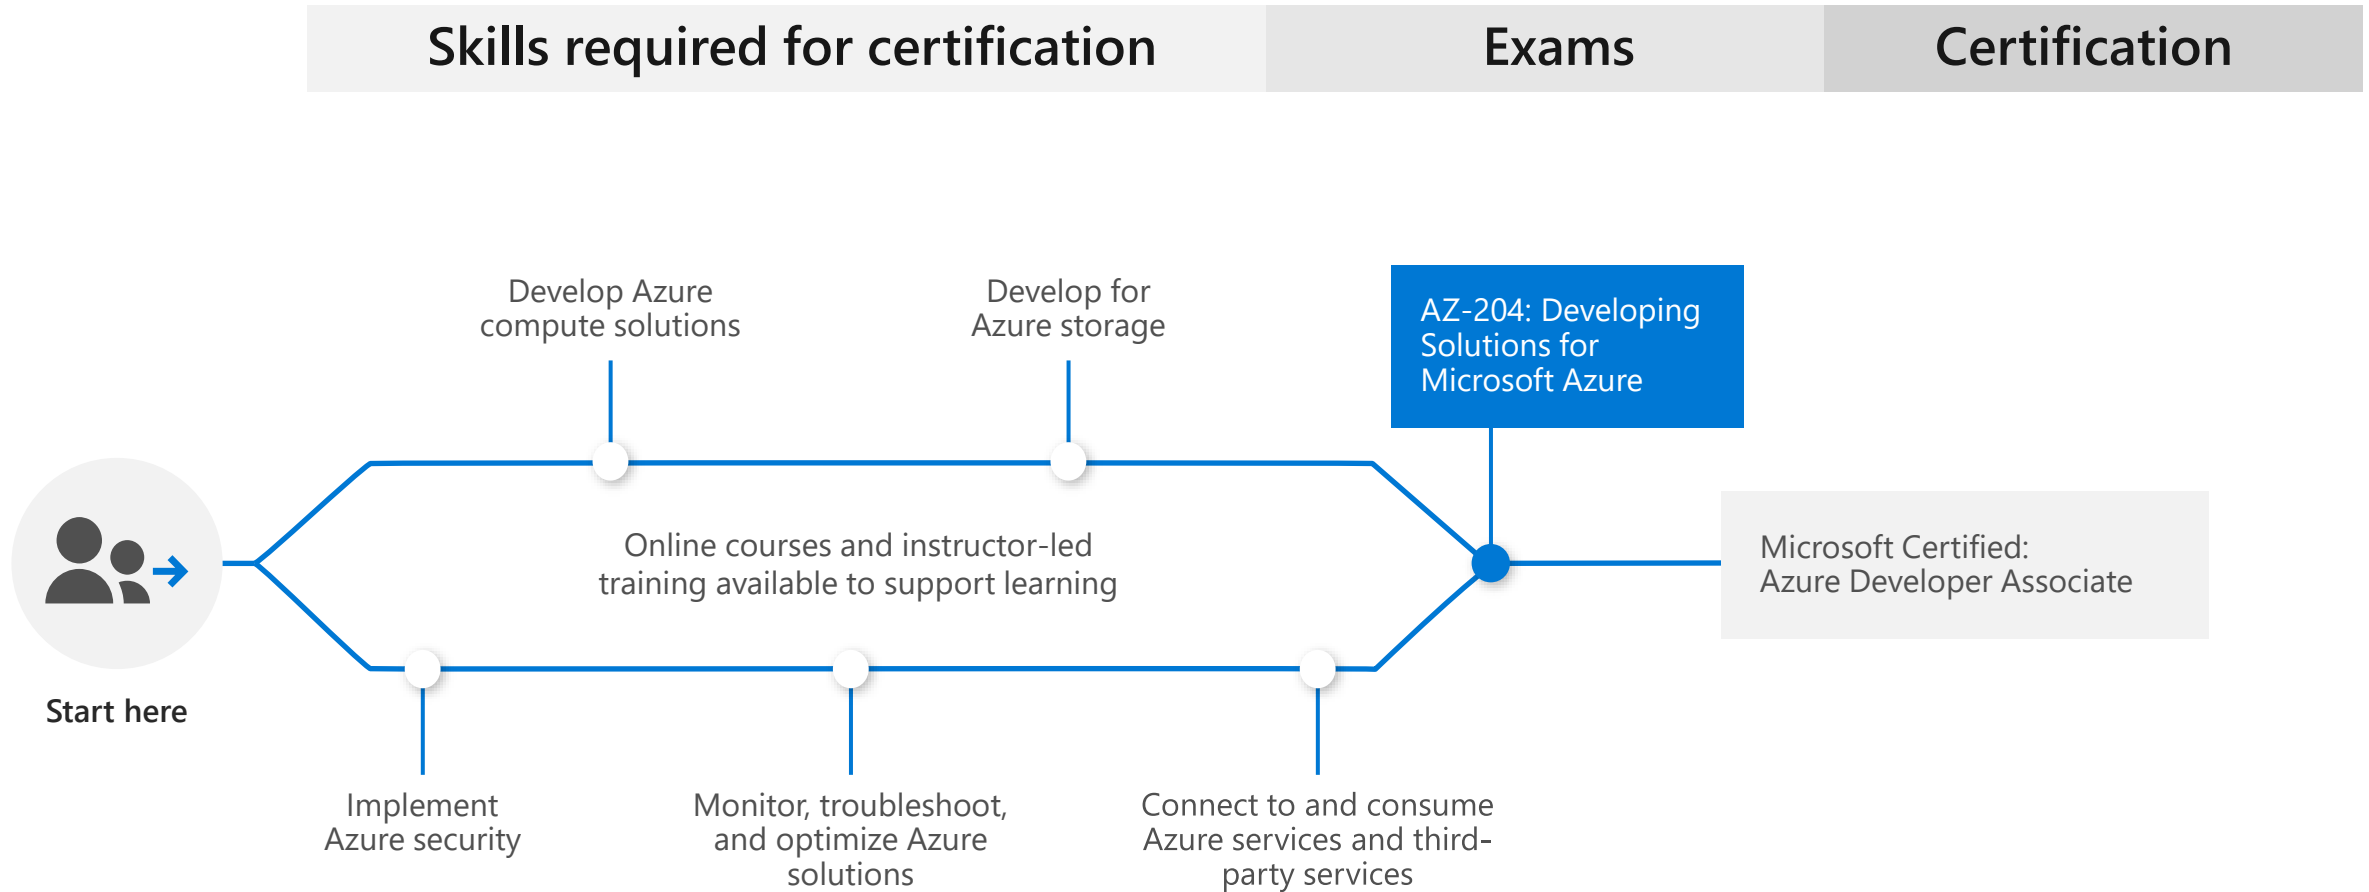 Skills required for certification
Exams
Certification
Develop Azure
compute solutions
Develop for
Azure storage
AZ-204: Developing
Solutions for
Microsoft Azure
Online courses and instructor-led
training available to support learning
Microsoft Certified:
Azure Developer Associate
Start here
Implement
Azure security
Monitor, troubleshoot,
and optimize Azure
solutions
Connect to and consume
Azure services and third-
party services